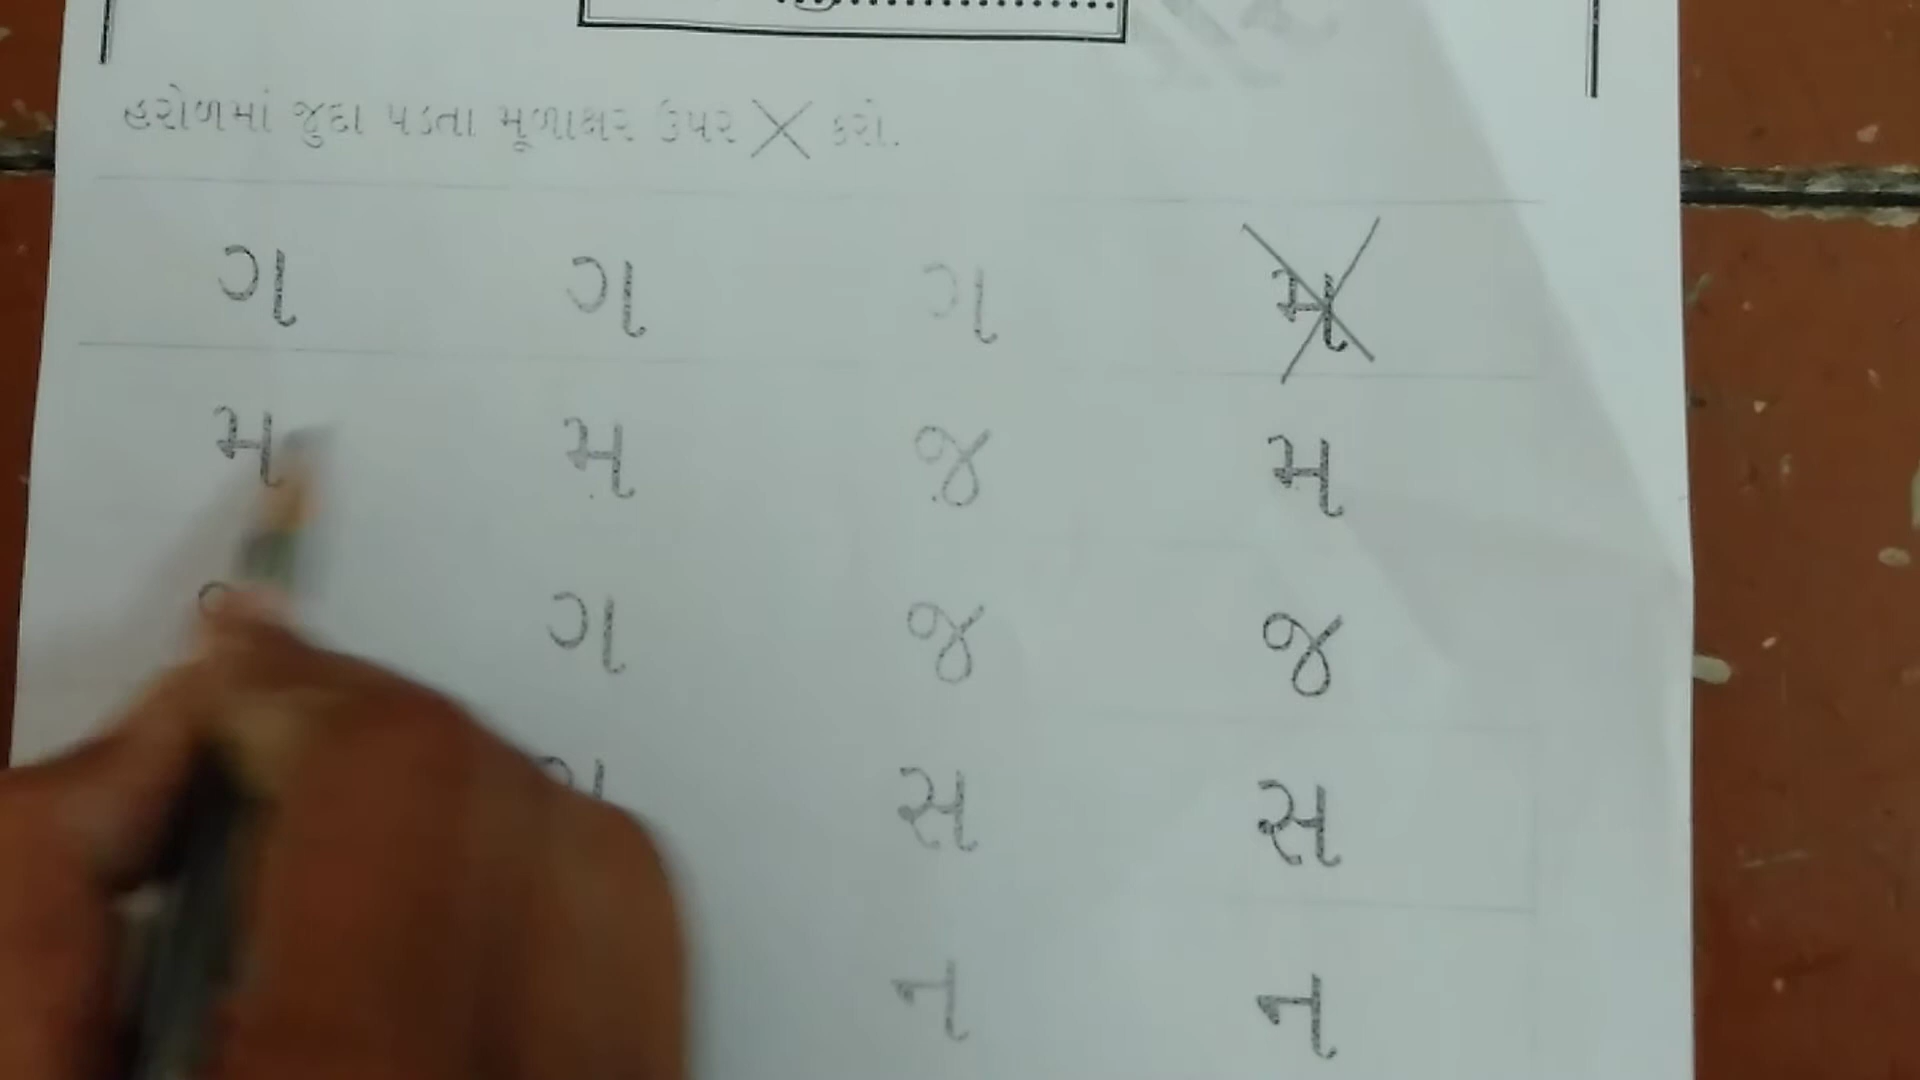 હરોળમાં જુદા પડતા મૂળાક્ષર ઉપર X કરો.
ગ ગ ગ મ
મ મ જ મ
ગ જ જ
સ સ
ન ન